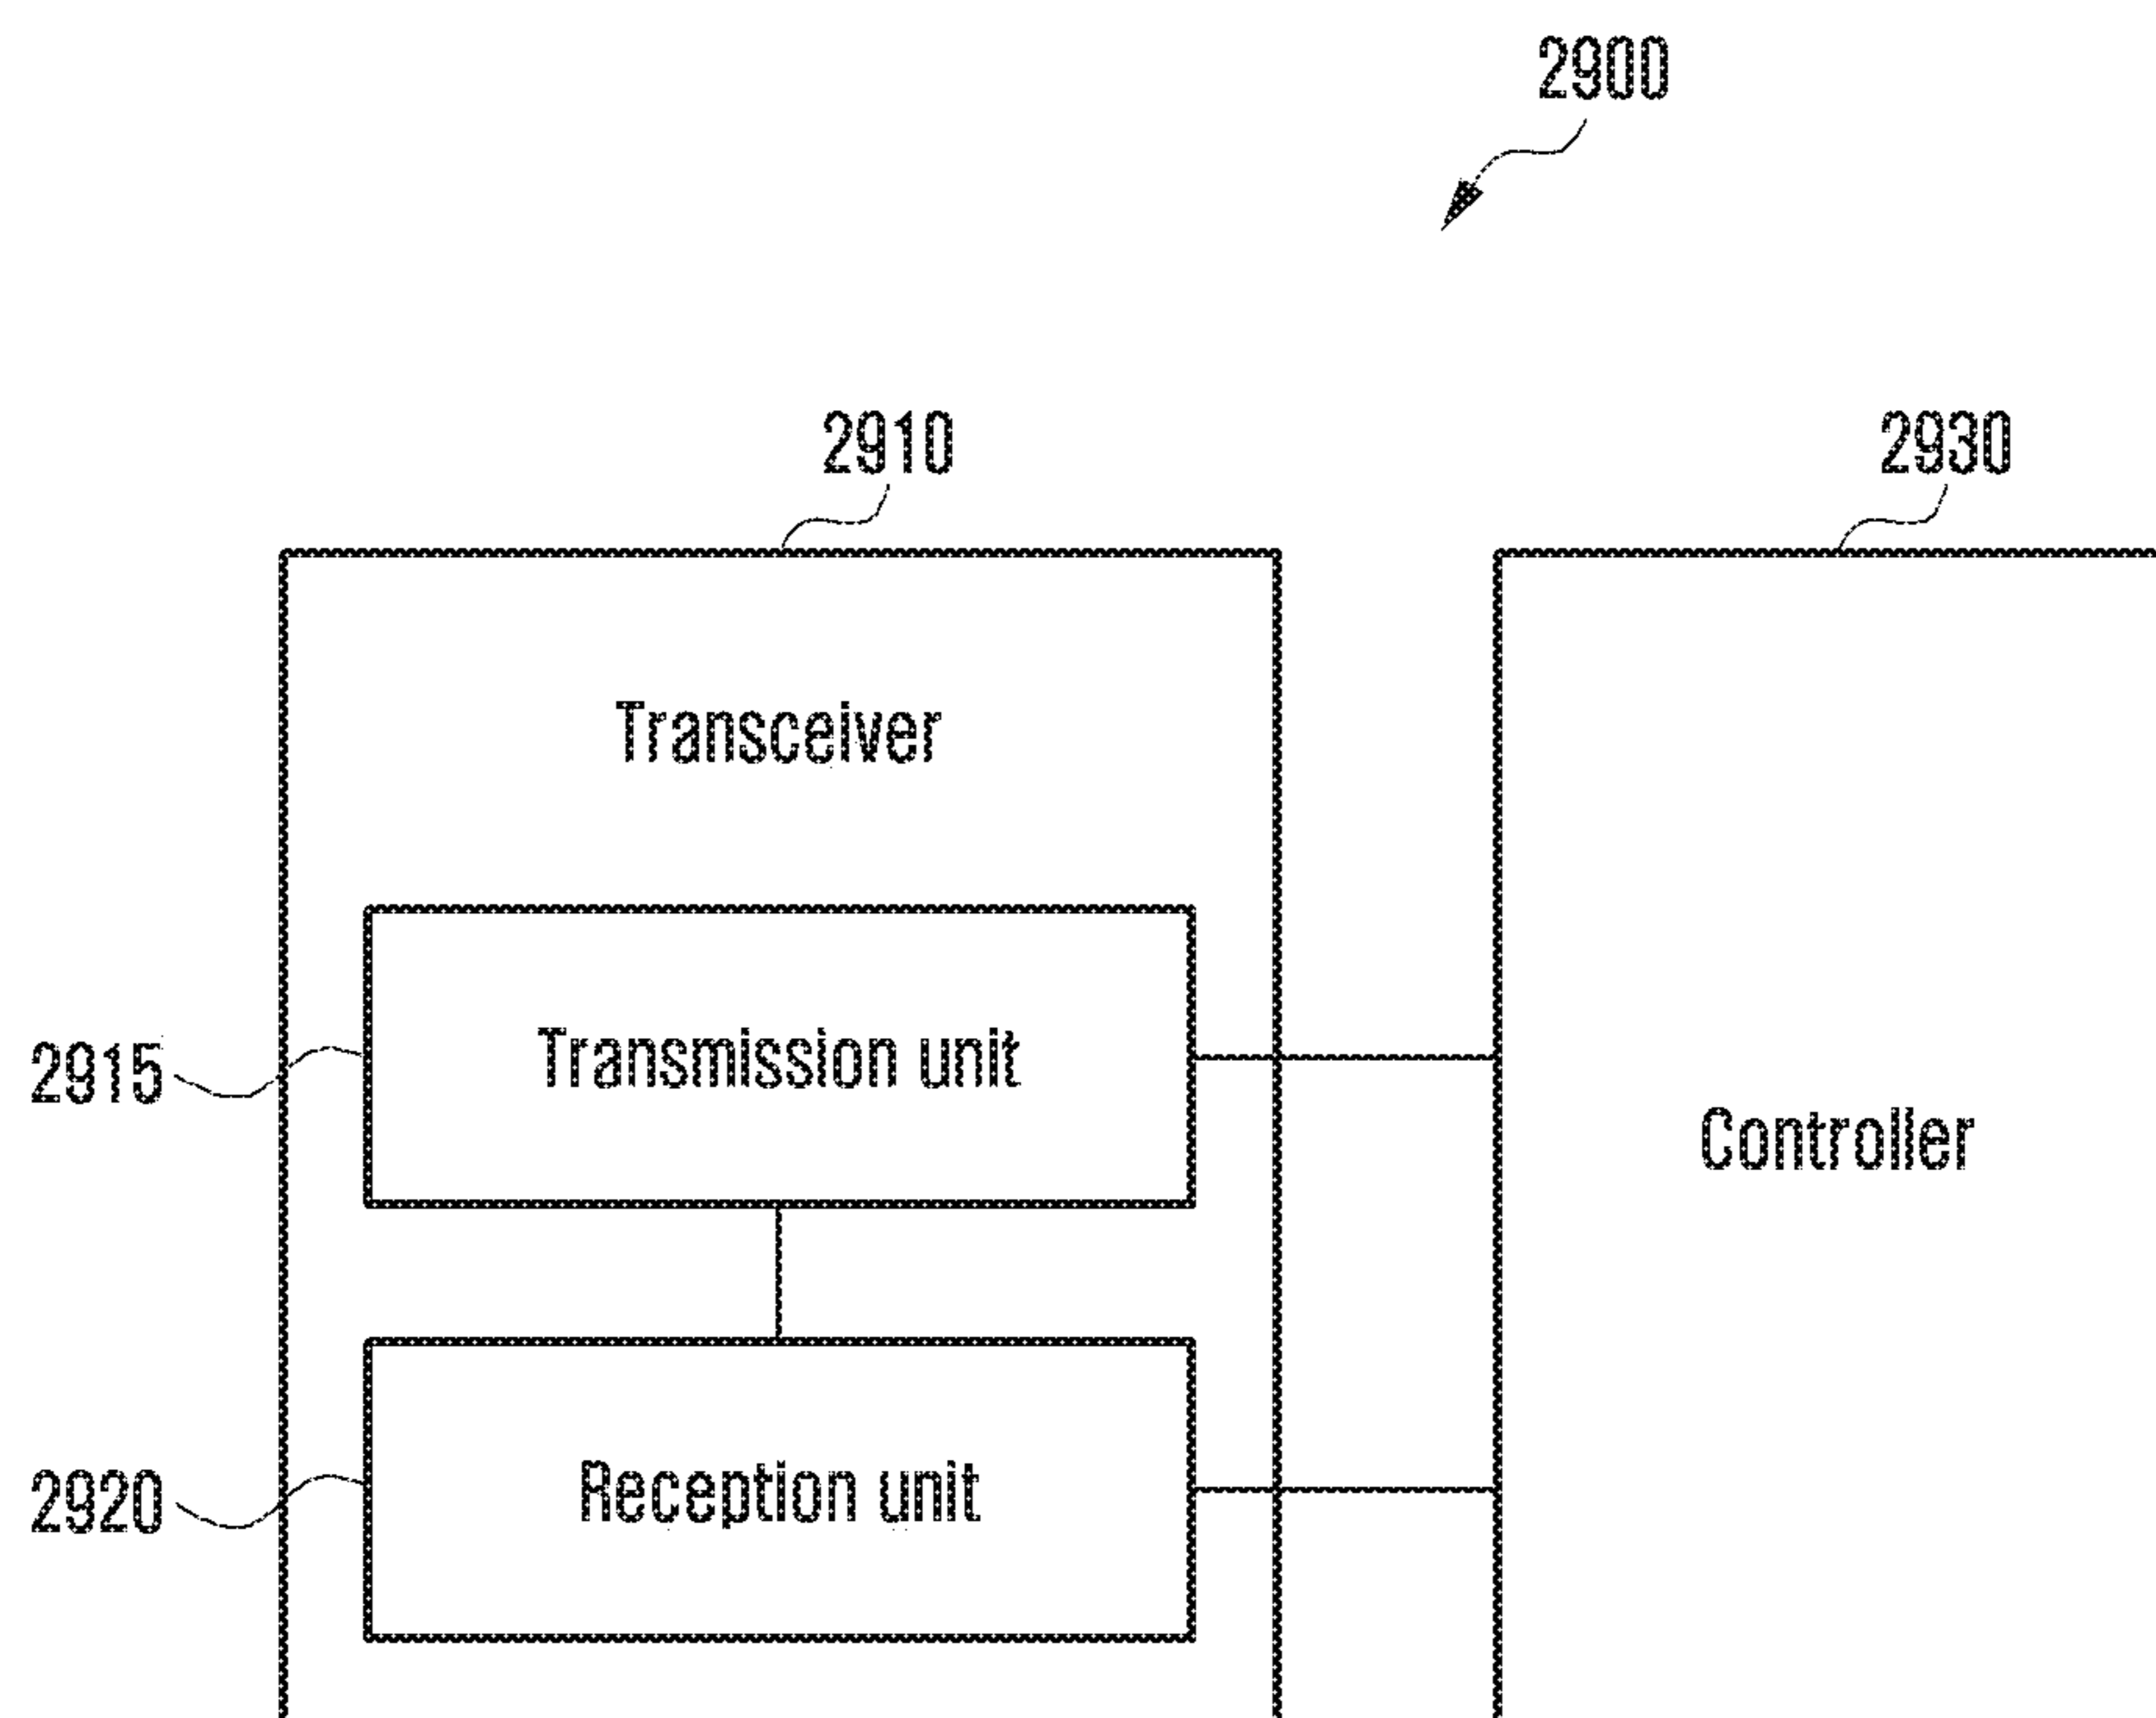 2900
2910
2930
Transceiver
2915
Transmission unit
Controller
2920
Reception unit